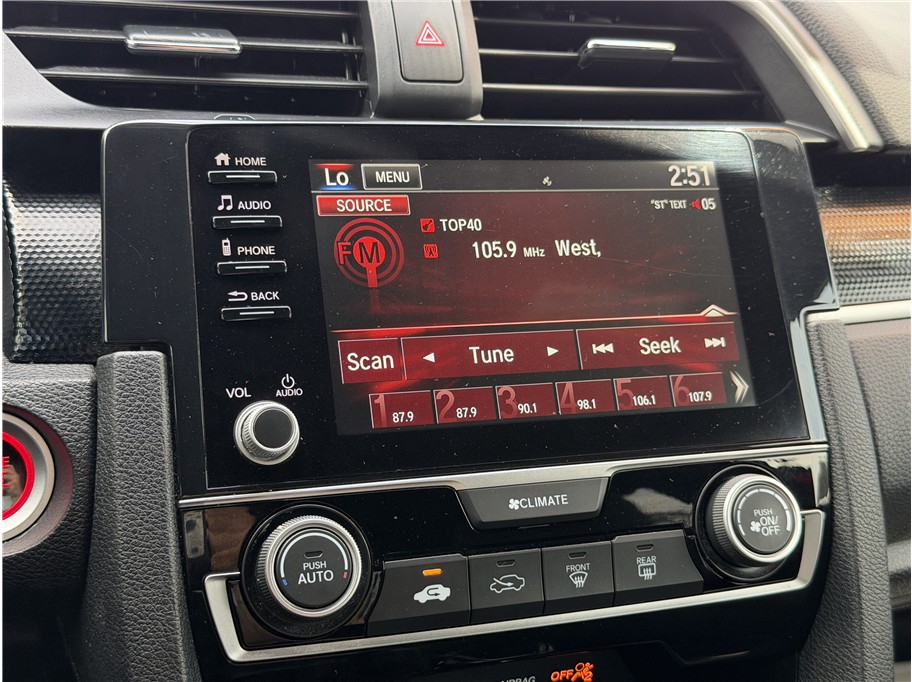 HOME
AUDIO
PHONE
BACK
VOL
AUDIO
Lo MENU 2:51
SOURCE "ST" TEXT 05
FM
TOP40
105.9 MHz West,
Scan Tune Seek
1 87.9 2 87.9 3 90.1 4 98.1 5 106.1 6 107.9
CLIMATE
PUSH
AUTO
FRONT
REAR
PUSH
ON/
OFF
OFF